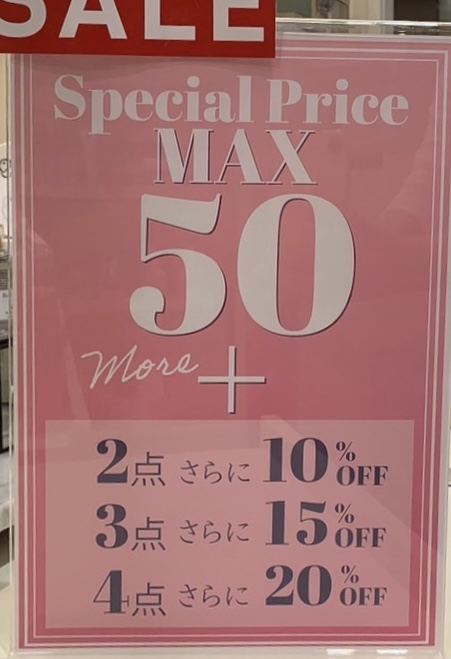 SALE
Special Price
MAX
50
More +
2点 さらに 10% OFF
3点 さらに 15% OFF
4点 さらに 20% OFF